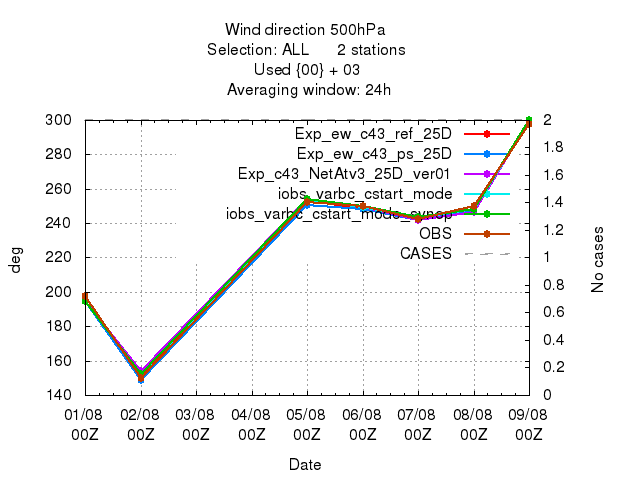 Wind direction 500hPa
Selection: ALL 2 stations
Used {00} + 03
Averaging window: 24h
300 2
Exp_ew_c43_ref_25D
280 1.8
Exp_ew_c43_ps_25D
Exp_c43_NetAtv3_25D_ver01
260 1.6
iobs_varbc_cstart_mode
1.4
iobs_varbc_cstart_mode_synop
240 1.2
OBS
CASES
220 1
200 0.8
0.6
180 0.4
160 0.2
140 0
deg
No cases
01/08 02/08 03/08 04/08 05/08 06/08 07/08 08/08 09/08
00Z 00Z 00Z 00Z 00Z 00Z 00Z 00Z 00Z
Date